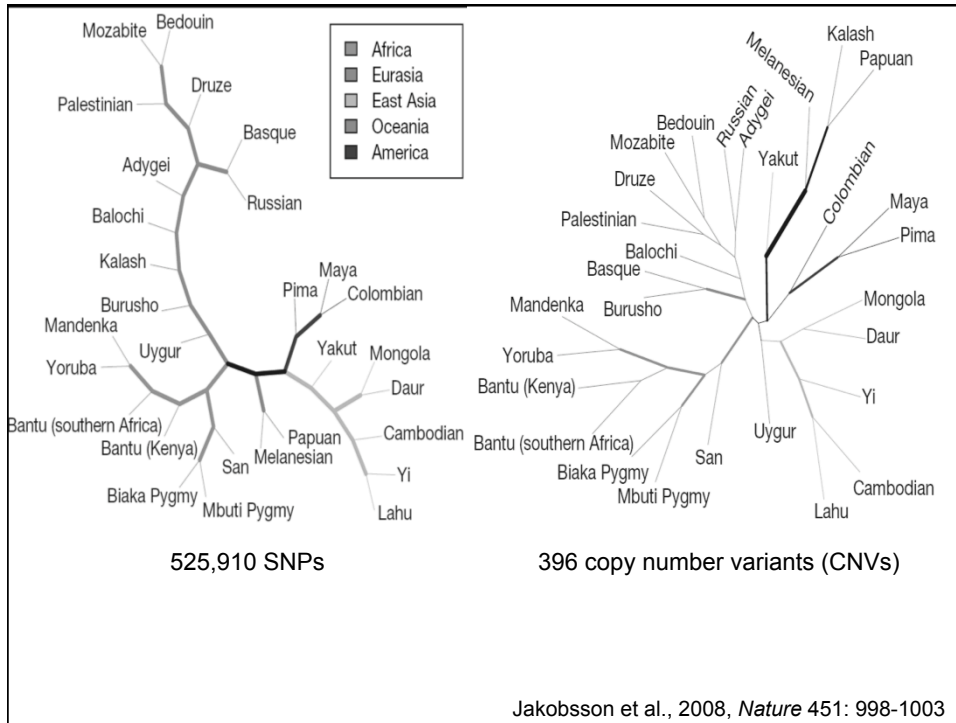 Bedouin
Mozabite
Druze
Palestinian
Basque
Adygei
Russian
Balochi
Kalash
Burusho
Maya
Pima
Colombian
Mandenka
Uygur
Yakut
Mongola
Yoruba
Daur
Bantu (southern Africa)
Bantu (Kenya)
Papuan
Melanesian
Cambodian
San
Yi
Biaka Pygmy
Mbuti Pygmy
Lahu
Africa
Eurasia
East Asia
Oceania
America
Kalash
Papuan
Melanesian
Russian
Adygei
Bedouin
Mozabite
Yakut
Druze
Colombian
Maya
Palestinian
Pima
Balochi
Basque
Burusho
Mongola
Mandenka
Daur
Yoruba
Bantu (Kenya)
Yi
Bantu (southern Africa)
Uygur
San
Biaka Pygmy
Mbuti Pygmy
Cambodian
Lahu
525,910 SNPs
396 copy number variants (CNVs)
Jakobsson et al., 2008, Nature 451: 998-1003